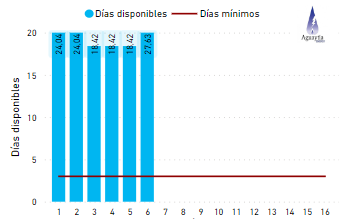 Días disponibles Días mínimos
Aguaytía
Días disponibles
20
15
10
5
0
24.04 24.04 18.42 18.42 18.42 27.63
1 2 3 4 5 6 7 8 9 10 11 12 13 14 15 16